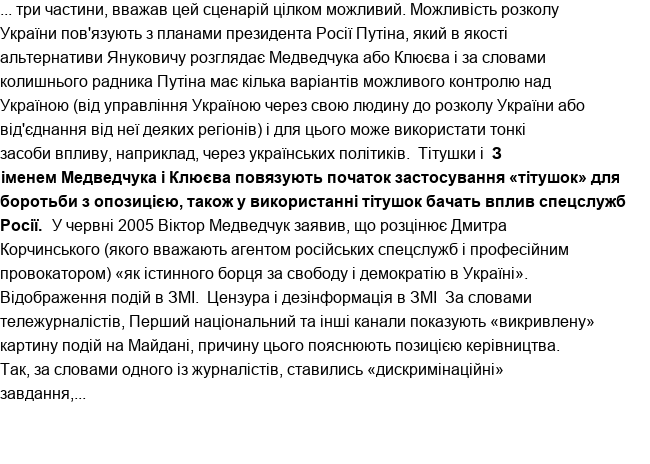 ... три частини, вважав цей сценарій цілком можливий. Можливість розколу
України пов'язують з планами президента Росії Путіна, який в якості
альтернативи Януковичу розглядає Медведчука або Клюєва і за словами
колишнього радника Путіна має кілька варіантів можливого контролю над
Україною (від управління Україною через свою людину до розколу України або
від'єднання від неї деяких регіонів) і для цього може використати тонкі
засоби впливу, наприклад, через українських політиків. Тітушки і З
іменем Медведчука і Клюєва повязують початок застосування «тітушок» для
боротьби з опозицією, також у використанні тітушок бачать вплив спецслужб
Росії. У червні 2005 Віктор Медведчук заявив, що розцінює Дмитра
Корчинського (якого вважають агентом російських спецслужб і професійним
провокатором) «як істинного борця за свободу і демократію в Україні».
Відображення подій в ЗМІ. Цензура і дезінформація в ЗМІ За словами
тележурналістів, Перший національний та інші канали показують «викривлену»
картину подій на Майдані, причину цього пояснюють позицією керівництва.
Так, за словами одного із журналістів, ставились «дискримінаційні»
завдання,...